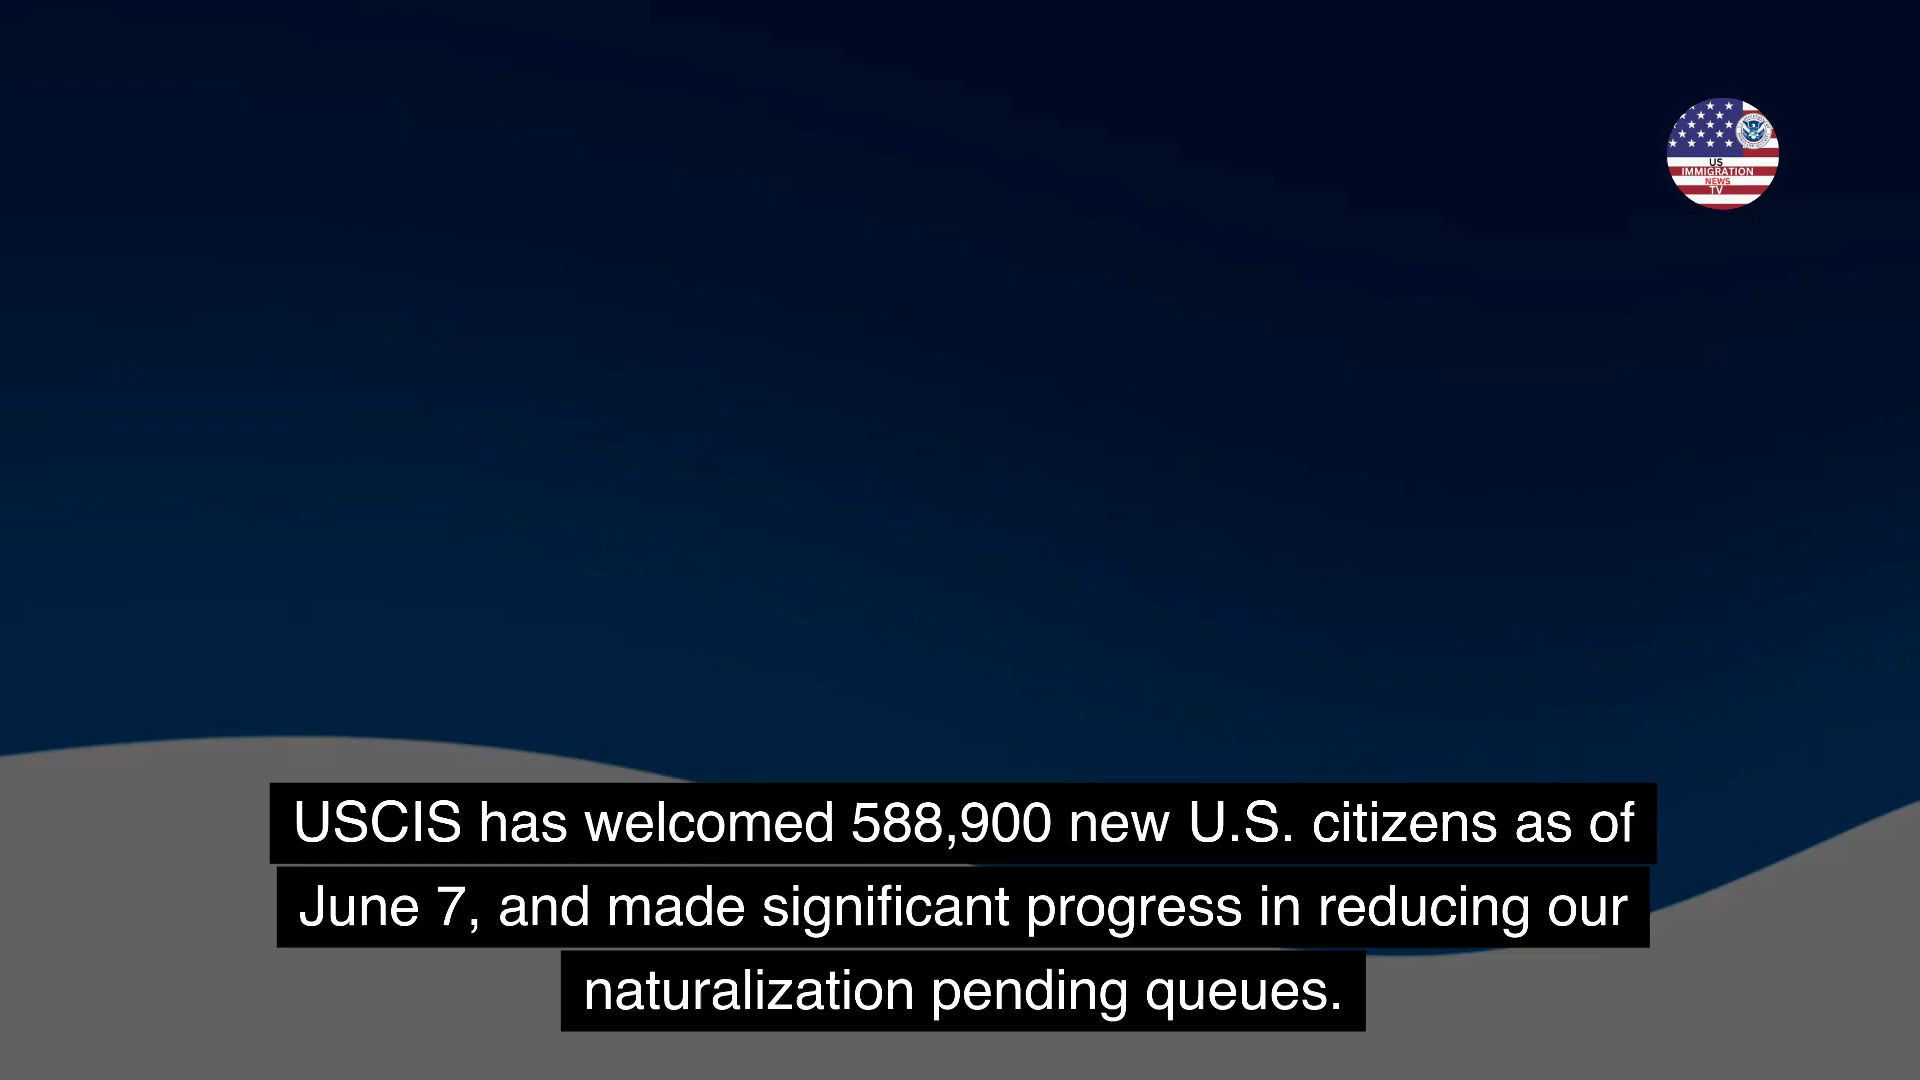 US
IMMIGRATION
NEWS
TV
USCIS has welcomed 588,900 new U.S. citizens as of
June 7, and made significant progress in reducing our
naturalization pending queues.